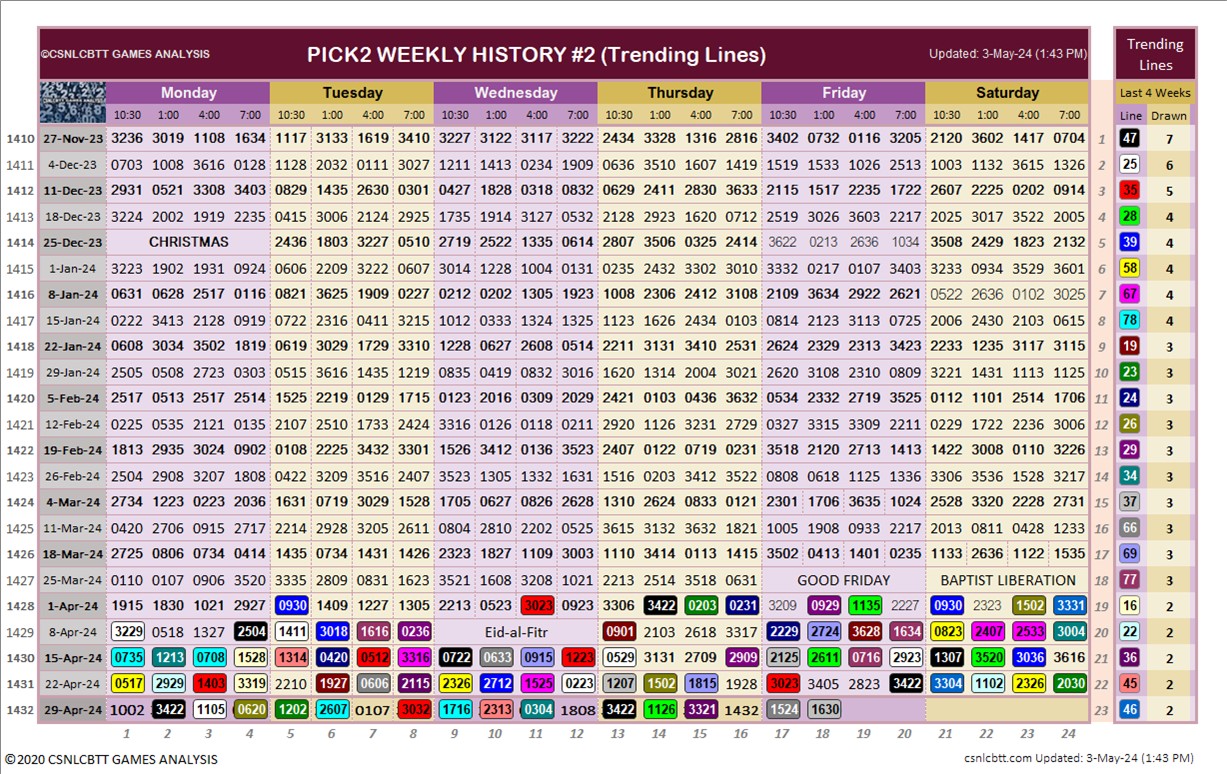 ©CSNLCBTT GAMES ANALYSIS PICK2 WEEKLY HISTORY #2 (Trending Lines) Updated: 3-May-24 (1:43 PM) Trending Lines
Monday Tuesday Wednesday Thursday Friday Saturday Last 4 Weeks
10:30 1:00 4:00 7:00 10:30 1:00 4:00 7:00 10:30 1:00 4:00 7:00 10:30 1:00 4:00 7:00 10:30 1:00 4:00 7:00 10:30 1:00 4:00 7:00 Line Drawn
1410 27-Nov-23 3236 3019 1108 1634 1117 3133 1619 3410 3227 3122 3117 3222 2434 3328 1316 2816 3402 0732 0116 3205 2120 3602 1417 0704 1 47 7
1411 4-Dec-23 0703 1008 3616 0128 1128 2032 0111 3027 1211 1413 0234 1909 0636 3510 1607 1419 1519 1533 1026 2513 1003 1132 3615 1326 2 25 6
1412 11-Dec-23 2931 0521 3308 3403 0829 1435 2630 0301 0427 1828 0318 0832 0629 2411 2830 3633 2115 1517 2235 1722 2607 2225 0202 0914 3 35 5
1413 18-Dec-23 3224 2002 1919 2235 0415 3006 2124 2925 1735 1914 3127 0532 2128 2923 1620 0712 2519 3026 3603 2217 2025 3017 3522 2005 4 28 4
1414 25-Dec-23 CHRISTMAS 2436 1803 3227 0510 2719 2522 1335 0614 2807 3506 0325 2414 3622 0213 2636 1034 3508 2429 1823 2132 5 39 4
1415 1-Jan-24 3223 1902 1931 0924 0606 2209 3222 0607 3014 1228 1004 0131 0235 2432 3302 3010 3332 0217 0107 3403 3233 0934 3529 3601 6 58 4
1416 8-Jan-24 0631 0628 2517 0116 0821 3625 1909 0227 0212 0202 1305 1923 1008 2306 2412 3108 2109 3634 2922 2621 0522 2636 0102 3025 7 67 4
1417 15-Jan-24 0222 3413 2128 0919 0722 2316 0411 3215 1012 0333 1324 1325 1123 1626 2434 0103 0814 2123 3113 0725 2006 2430 2103 0615 8 78 4
1418 22-Jan-24 0608 3034 3502 1819 0619 3029 1729 3310 1228 0627 2608 0514 2211 3131 3410 2531 2624 2329 2313 3423 2233 1235 3117 3115 9 19 3
1419 29-Jan-24 2505 0508 2723 0303 0515 3616 1435 1219 0835 0419 0832 3016 1620 1314 2004 3021 2620 3108 2310 0809 3221 1431 1113 1125 10 23 3
1420 5-Feb-24 2517 0513 2517 2514 1525 2219 0129 1715 0123 2016 0309 2029 2421 0103 0436 3632 0534 2332 2719 3525 0112 1101 2514 1706 11 24 3
1421 12-Feb-24 0225 0535 2121 0135 2107 2510 1733 2424 3316 0126 0118 0211 2920 1126 3231 2729 0327 3315 3309 2211 0229 1722 2236 3006 12 26 3
1422 19-Feb-24 1813 2935 3024 0902 0108 2225 3432 3301 1526 3412 0136 3523 2407 0122 0719 0231 3518 2120 2713 1413 1422 3008 0110 3226 13 29 3
1423 26-Feb-24 2504 2908 3207 1808 0422 3209 3516 2403 3523 1305 1332 1631 1516 0203 3412 3522 0808 0618 1125 1336 3306 3536 1528 3217 14 34 3
1424 4-Mar-24 2734 1223 0223 2036 1631 0719 3029 1528 1705 0627 0826 2628 1310 2624 0833 0121 2301 1706 3635 1024 2528 3320 2228 2731 15 37 3
1425 11-Mar-24 0420 2706 0915 2717 2214 2928 3205 2611 0804 2810 2202 0525 3615 3132 3632 1821 1005 1908 0933 2217 2013 0811 0428 1233 16 66 3
1426 18-Mar-24 2725 0806 0734 0414 1435 0734 1431 1426 2323 1827 1109 3003 1110 3414 0113 1415 3502 0413 1401 0235 1133 2636 1122 1535 17 69 3
1427 25-Mar-24 0110 0107 0906 3520 3335 2809 0831 1623 3521 1608 3208 1021 2213 2514 3518 0631 GOOD FRIDAY BAPTIST LIBERATION 18 77 3
1428 1-Apr-24 1915 1830 1021 2927 0930 1409 1227 1305 2213 0523 3023 0923 3306 3422 0203 0231 3209 0929 1135 2227 0930 2323 1502 3331 19 16 2
1429 8-Apr-24 3229 0518 1327 2504 1411 3018 1616 0236 Eid-al-Fitr 0901 2103 2618 3317 2229 2724 3628 1634 0823 2407 2533 3004 20 22 2
1430 15-Apr-24 0735 1213 0708 1528 1314 0420 0512 3316 0722 0633 0915 1223 0529 3131 2709 2909 2125 2611 0716 2923 1307 3520 3036 3616 21 36 2
1431 22-Apr-24 0517 2929 1403 3319 2210 1927 0606 2115 2326 2712 1525 0223 1207 1502 1815 1928 3023 3405 2823 3422 3304 1102 2326 2030 22 45 2
1432 29-Apr-24 1002 3422 1105 0620 1202 2607 0107 3032 1716 2313 0304 1808 3422 1126 3321 1432 1524 1630 23 46 2
1 2 3 4 5 6 7 8 9 10 11 12 13 14 15 16 17 18 19 20 21 22 23 24
©2020 CSNLCBTT GAMES ANALYSIS csnlcbtt.com Updated: 3-May-24 (1:43 PM)